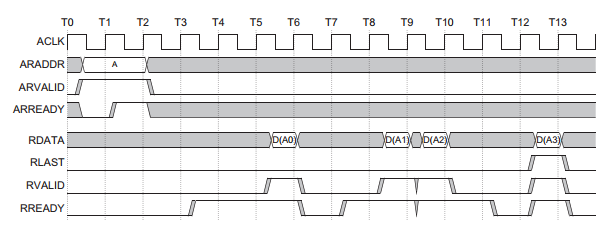 T0 T1 T2 T3 T4 T5 T6 T7 T8 T9 T10 T11 T12 T13
ACLK
ARADDR A
ARVALID
ARREADY
RDATA D(A0) D(A1) D(A2) D(A3)
RLAST
RVALID
RREADY